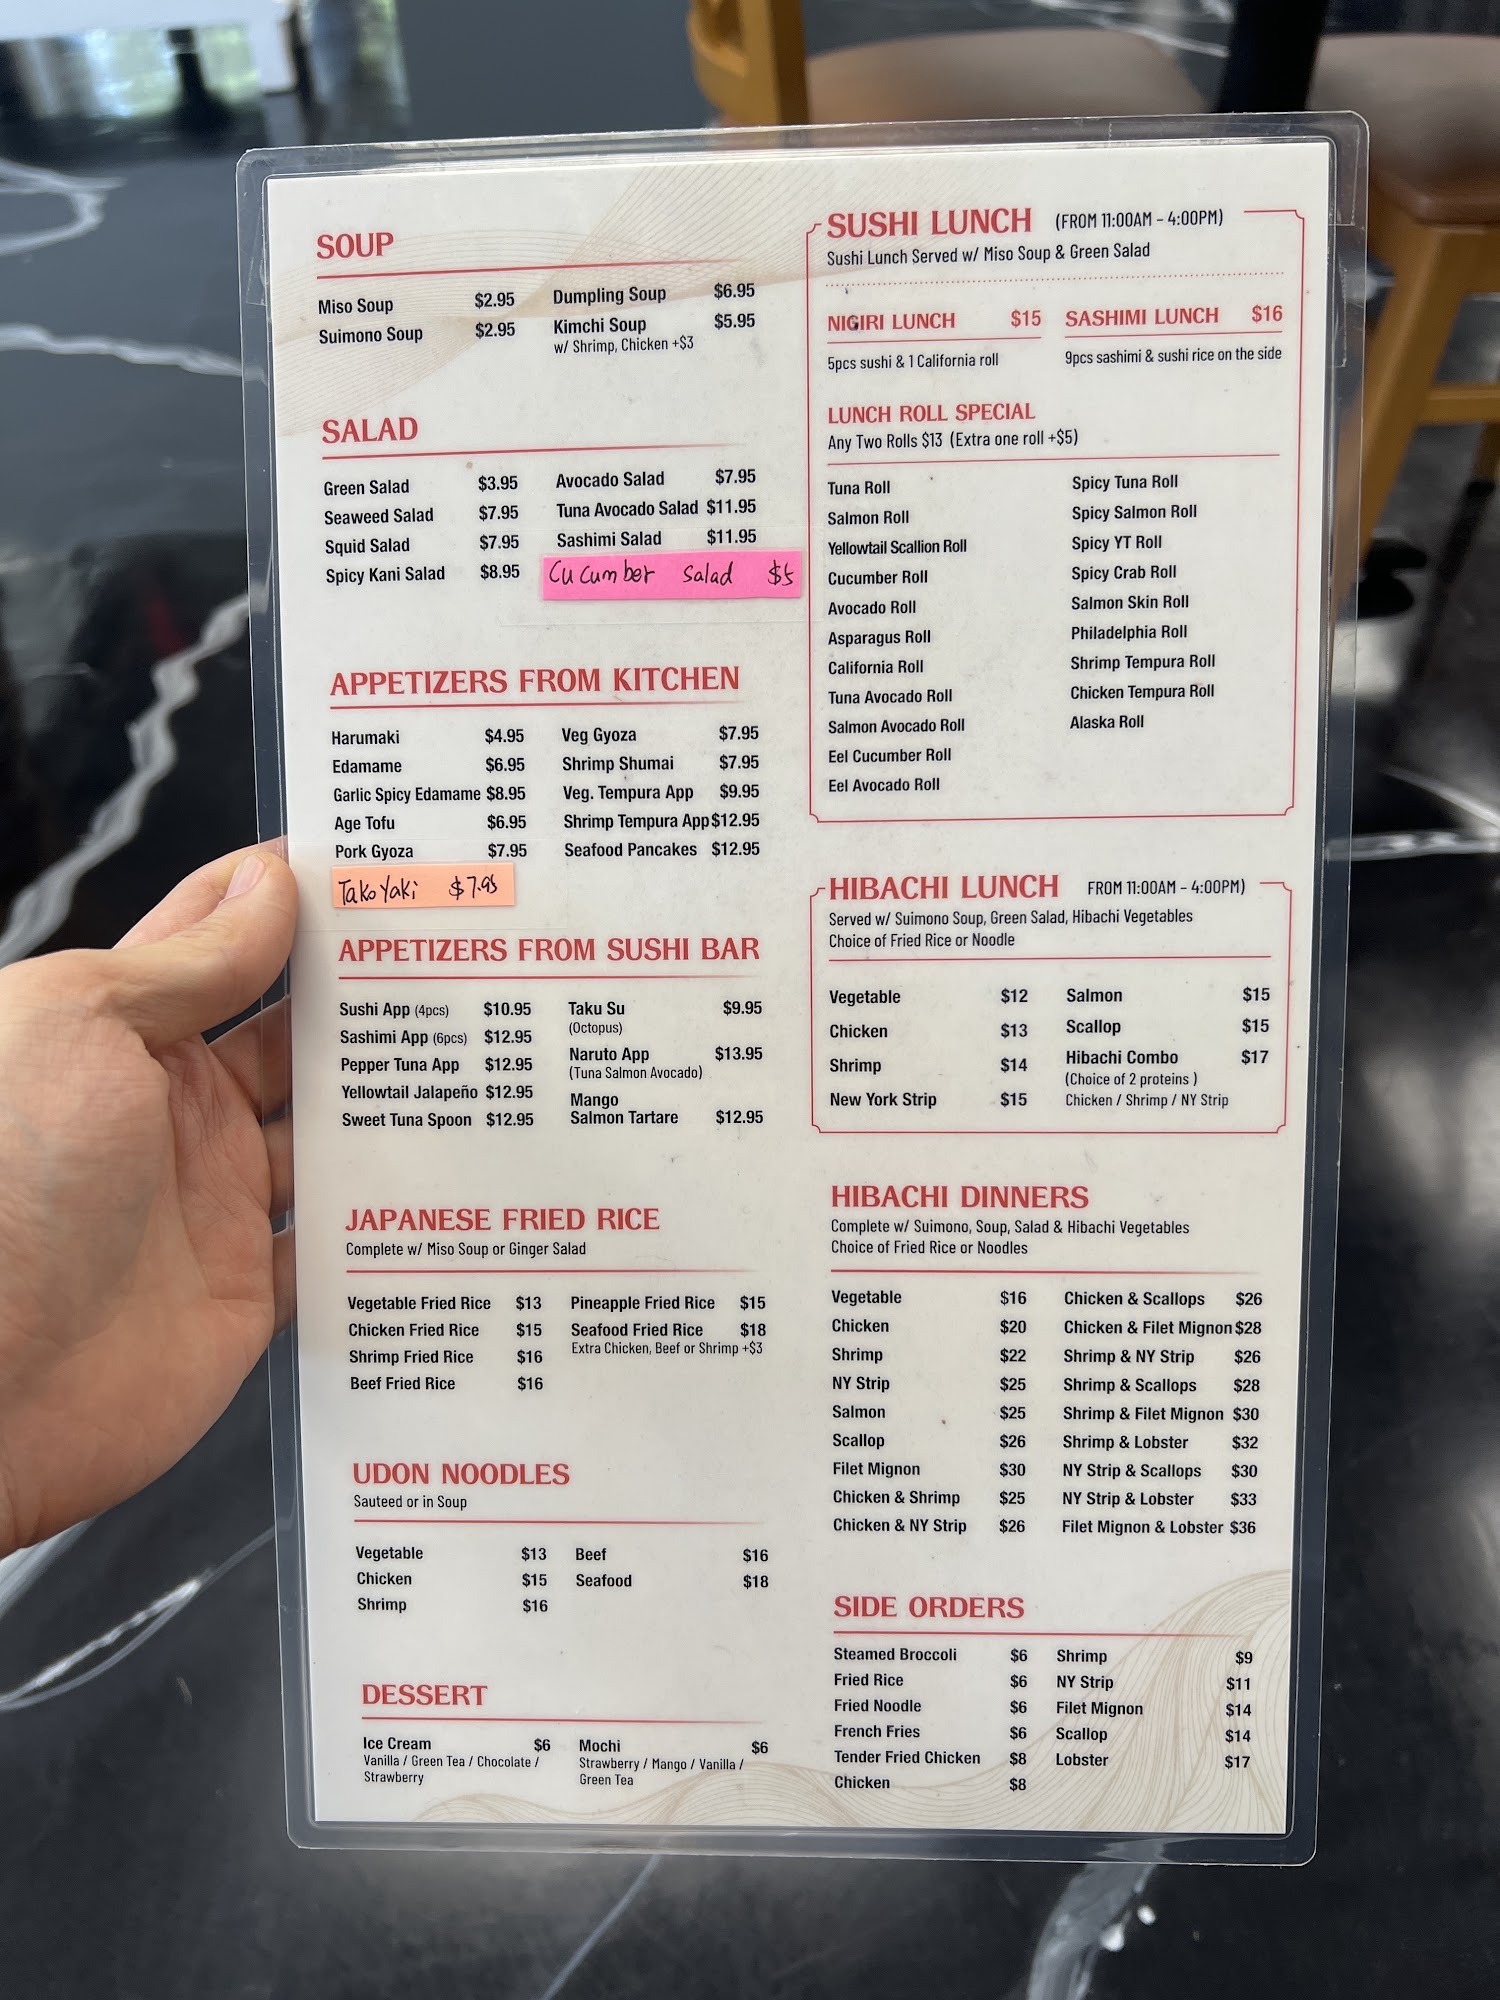 SOUP
Miso Soup $2.95
Suimono Soup $2.95
Dumpling Soup $6.95
Kimchi Soup $5.95
w/ Shrimp, Chicken +$3
SALAD
Green Salad $3.95
Seaweed Salad $7.95
Squid Salad $7.95
Spicy Kani Salad $8.95
Avocado Salad $7.95
Tuna Avocado Salad $11.95
Sashimi Salad $11.95
Cucumber Salad $5
APPETIZERS FROM KITCHEN
Harumaki $4.95
Edamame $6.95
Garlic Spicy Edamame $8.95
Age Tofu $6.95
Pork Gyoza $7.95
Takoyaki $7.95
Veg Gyoza $7.95
Shrimp Shumai $7.95
Veg. Tempura App $9.95
Shrimp Tempura App $12.95
Seafood Pancakes $12.95
APPETIZERS FROM SUSHI BAR
Sushi App (4pcs) $10.95
Sashimi App (6pcs) $12.95
Pepper Tuna App $12.95
Yellowtail Jalapeño $12.95
Sweet Tuna Spoon $12.95
Taku Su $9.95
(Octopus)
Naruto App $13.95
(Tuna Salmon Avocado)
Mango
Salmon Tartare $12.95
JAPANESE FRIED RICE
Complete w/ Miso Soup or Ginger Salad
Vegetable Fried Rice $13
Chicken Fried Rice $15
Shrimp Fried Rice $16
Beef Fried Rice $16
Pineapple Fried Rice $15
Seafood Fried Rice $18
Extra Chicken, Beef or Shrimp +$3
UDON NOODLES
Sauteed or in Soup
Vegetable $13
Chicken $15
Shrimp $16
Beef $16
Seafood $18
DESSERT
Ice Cream $6
Vanilla / Green Tea / Chocolate /
Strawberry
Mochi $6
Strawberry / Mango / Vanilla /
Green Tea
SUSHI LUNCH (FROM 11:00AM - 4:00PM)
Sushi Lunch Served w/ Miso Soup & Green Salad
NIGIRI LUNCH $15
5pcs sushi & 1 California roll
SASHIMI LUNCH $16
9pcs sashimi & sushi rice on the side
LUNCH ROLL SPECIAL
Any Two Rolls $13 (Extra one roll +$5)
Tuna Roll
Salmon Roll
Yellowtail Scallion Roll
Cucumber Roll
Avocado Roll
Asparagus Roll
California Roll
Tuna Avocado Roll
Salmon Avocado Roll
Eel Cucumber Roll
Eel Avocado Roll
Spicy Tuna Roll
Spicy Salmon Roll
Spicy YT Roll
Spicy Crab Roll
Salmon Skin Roll
Philadelphia Roll
Shrimp Tempura Roll
Chicken Tempura Roll
Alaska Roll
HIBACHI LUNCH FROM 11:00AM - 4:00PM)
Served w/ Suimono Soup, Green Salad, Hibachi Vegetables
Choice of Fried Rice or Noodle
Vegetable $12
Chicken $13
Shrimp $14
New York Strip $15
Salmon $15
Scallop $15
Hibachi Combo $17
(Choice of 2 proteins )
Chicken / Shrimp / NY Strip
HIBACHI DINNERS
Complete w/ Suimono, Soup, Salad & Hibachi Vegetables
Choice of Fried Rice or Noodles
Vegetable $16
Chicken $20
Shrimp $22
NY Strip $25
Salmon $25
Scallop $26
Filet Mignon $30
Chicken & Shrimp $25
Chicken & NY Strip $26
Chicken & Scallops $26
Chicken & Filet Mignon $28
Shrimp & NY Strip $26
Shrimp & Scallops $28
Shrimp & Filet Mignon $30
Shrimp & Lobster $32
NY Strip & Scallops $30
NY Strip & Lobster $33
Filet Mignon & Lobster $36
SIDE ORDERS
Steamed Broccoli $6
Fried Rice $6
Fried Noodle $6
French Fries $6
Tender Fried Chicken $8
Chicken $8
Shrimp $9
NY Strip $11
Filet Mignon $14
Scallop $14
Lobster $17